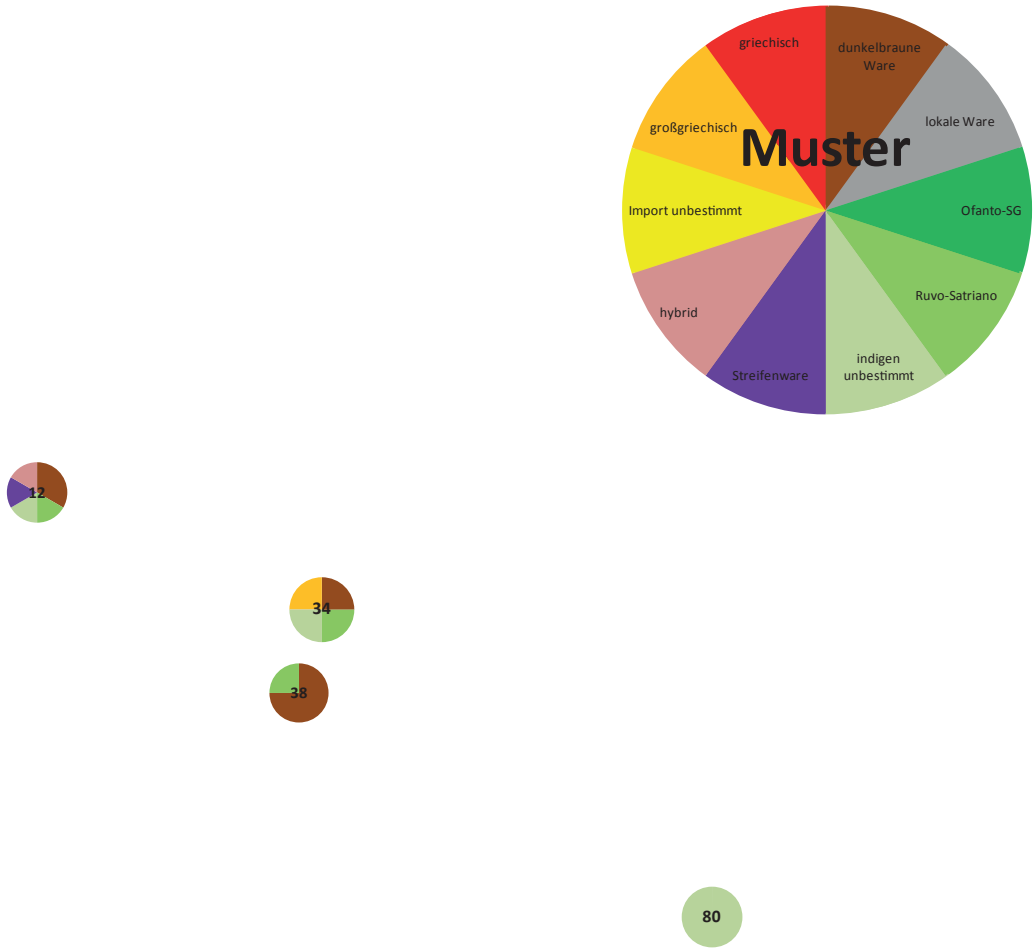 griechisch
dunkelbraune
Ware
lokale Ware
großgriechisch
Muster
Import unbestimmt
Ofanto-SG
Ruvo-Satriano
hybrid
indigen
unbestimmt
Streifenware
12
34
38
80